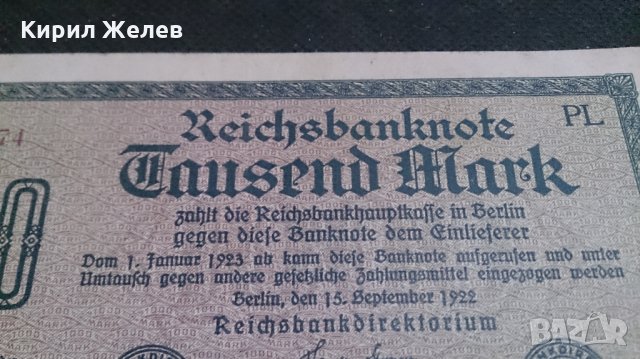 Кирил Желев
Reichsbanknote
PL
Tausend Mark
zahlt die Reichsbankhauptkasse in Berlin
gegen diese Banknote dem Einlieferer
Vom 1. Januar 1923 ab kann diese Banknote aufgerufen und unter
Umtausch gegen andere gesetzliche Zahlungsmittel eingezogen werden
Berlin, den 15. September 1922
Reichsbankdirektorium
BAZAR